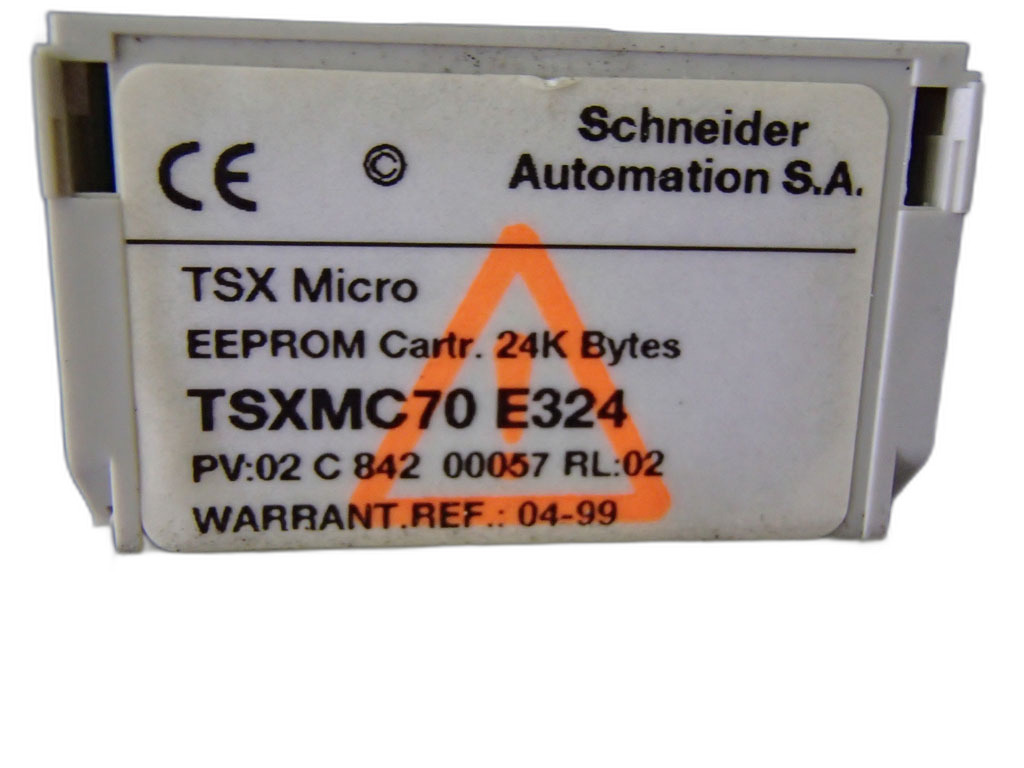 CE © Schneider
Automation S.A.
TSX Micro
EEPROM Cartr. 24K Bytes
TSXMC70 E324
PV:02 C 842 00057 RL:02
WARRANT.REF.: 04-99